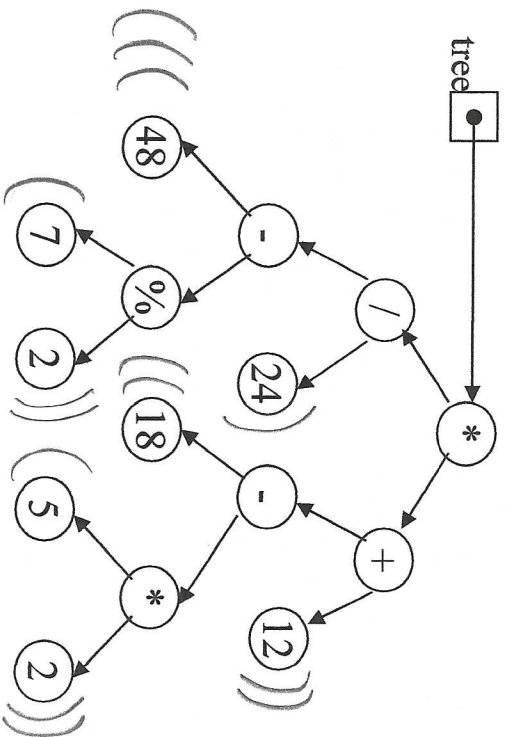 tree *
/ +
- 24 ) - 12 ))
((( 48 % (( 18 *
( 7 2 )) ( 5 2 ))